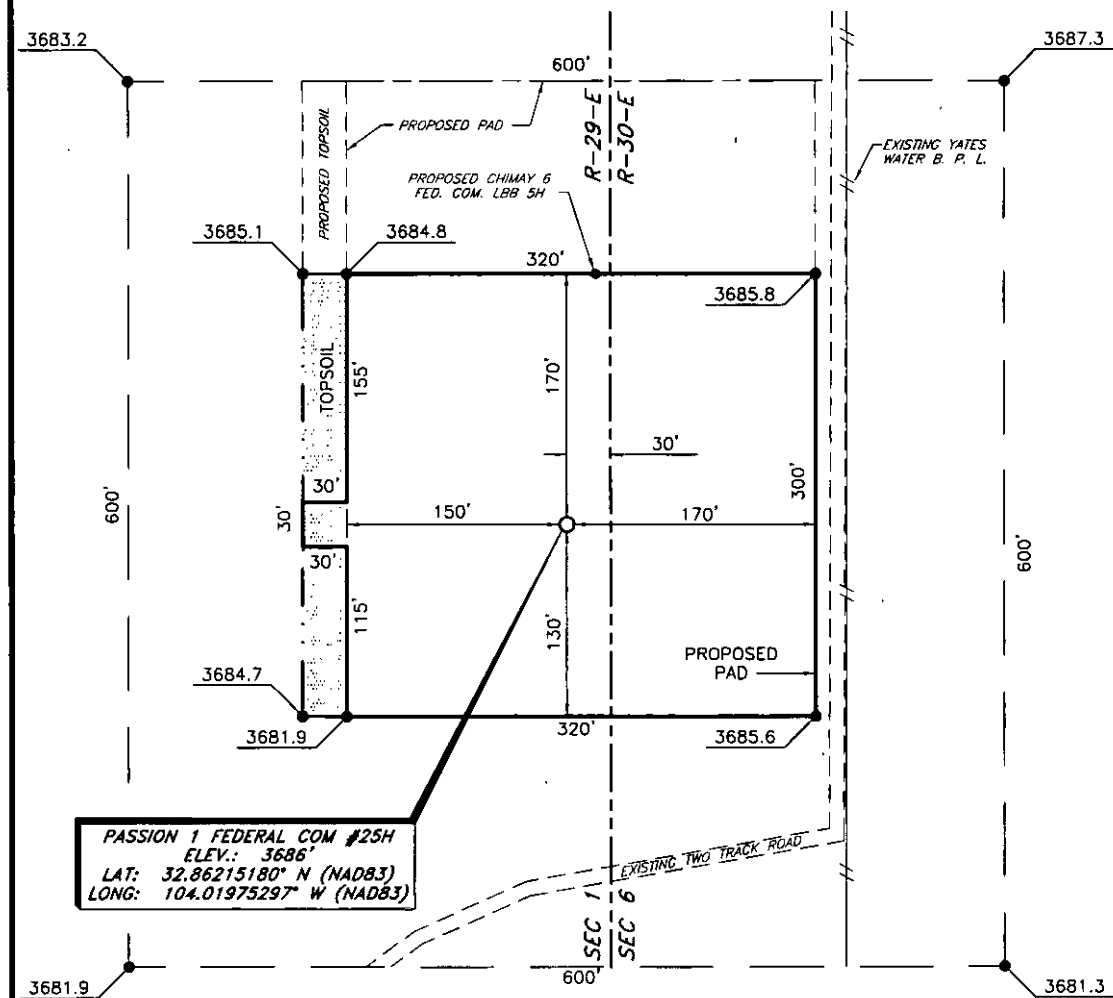 3683.2
3687.3
600'
R-29-E
R-30-E
PROPOSED TOPSOIL
PROPOSED PAD
EXISTING YATES
WATER B. P. L.
PROPOSED CHIMAY 6
FED. COM. LBB 5H
3685.1
3684.8
320'
3685.8
TOPSOIL
155'
170'
30'
300'
30'
30'
150'
170'
600'
600'
30'
115'
130'
PROPOSED
PAD
3684.7
3681.9
320'
3685.6
PASSION 1 FEDERAL COM #25H
ELEV.: 3686'
LAT: 32.86215180° N (NAD83)
LONG: 104.01975297° W (NAD83)
EXISTING TWO TRACK ROAD
SEC 1
SEC 6
600'
3681.9
3681.3